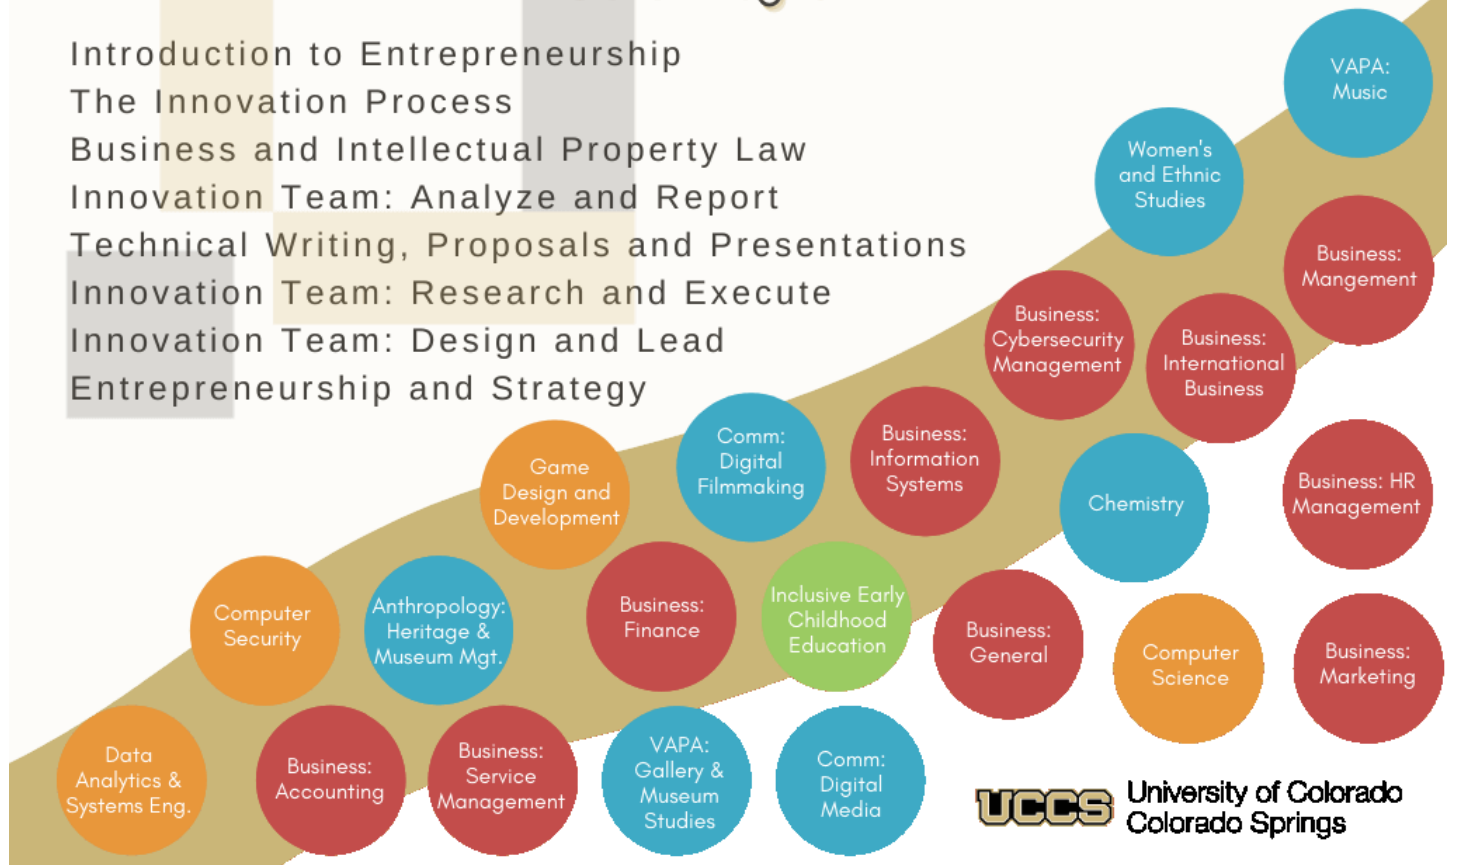 Introduction to Entrepreneurship
The Innovation Process
Business and Intellectual Property Law
Innovation Team: Analyze and Report
Technical Writing, Proposals and Presentations
Innovation Team: Research and Execute
Innovation Team: Design and Lead
Entrepreneurship and Strategy
VAPA:
Music
Women's
and Ethnic
Studies
Business:
Mangement
Business:
Cybersecurity
Management
Business:
International
Business
Comm:
Digital
Filmmaking
Business:
Information
Systems
Game
Design and
Development
Chemistry
Business: HR
Management
Computer
Security
Anthropology:
Heritage &
Museum Mgt.
Business:
Finance
Inclusive Early
Childhood
Education
Business:
General
Computer
Science
Business:
Marketing
Data
Analytics &
Systems Eng.
Business:
Accounting
Business:
Service
Management
VAPA:
Gallery &
Museum
Studies
Comm:
Digital
Media
UCCS
University of Colorado
Colorado Springs